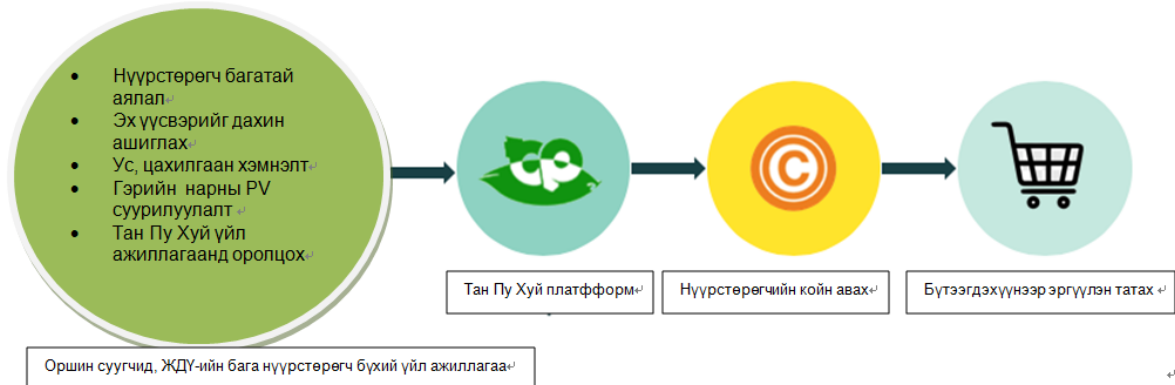 Нүүрстөрөгч багатай
аялал
Эх үүсвэрийг дахин
ашиглах
Ус, цахилгаан хэмнэлт
Гэрийн нарны PV
суурилуулалт
Тан Пу Хуй үйл
ажиллагаанд оролцох
Тан Пу Хуй платфформ
Нүүрстөрөгчийн койн авах
Бүтээгдэхүүнээр эргүүлэн татах
Оршин суугчид, ЖДҮ-ийн бага нүүрстөрөгч бүхий үйл ажиллагаа